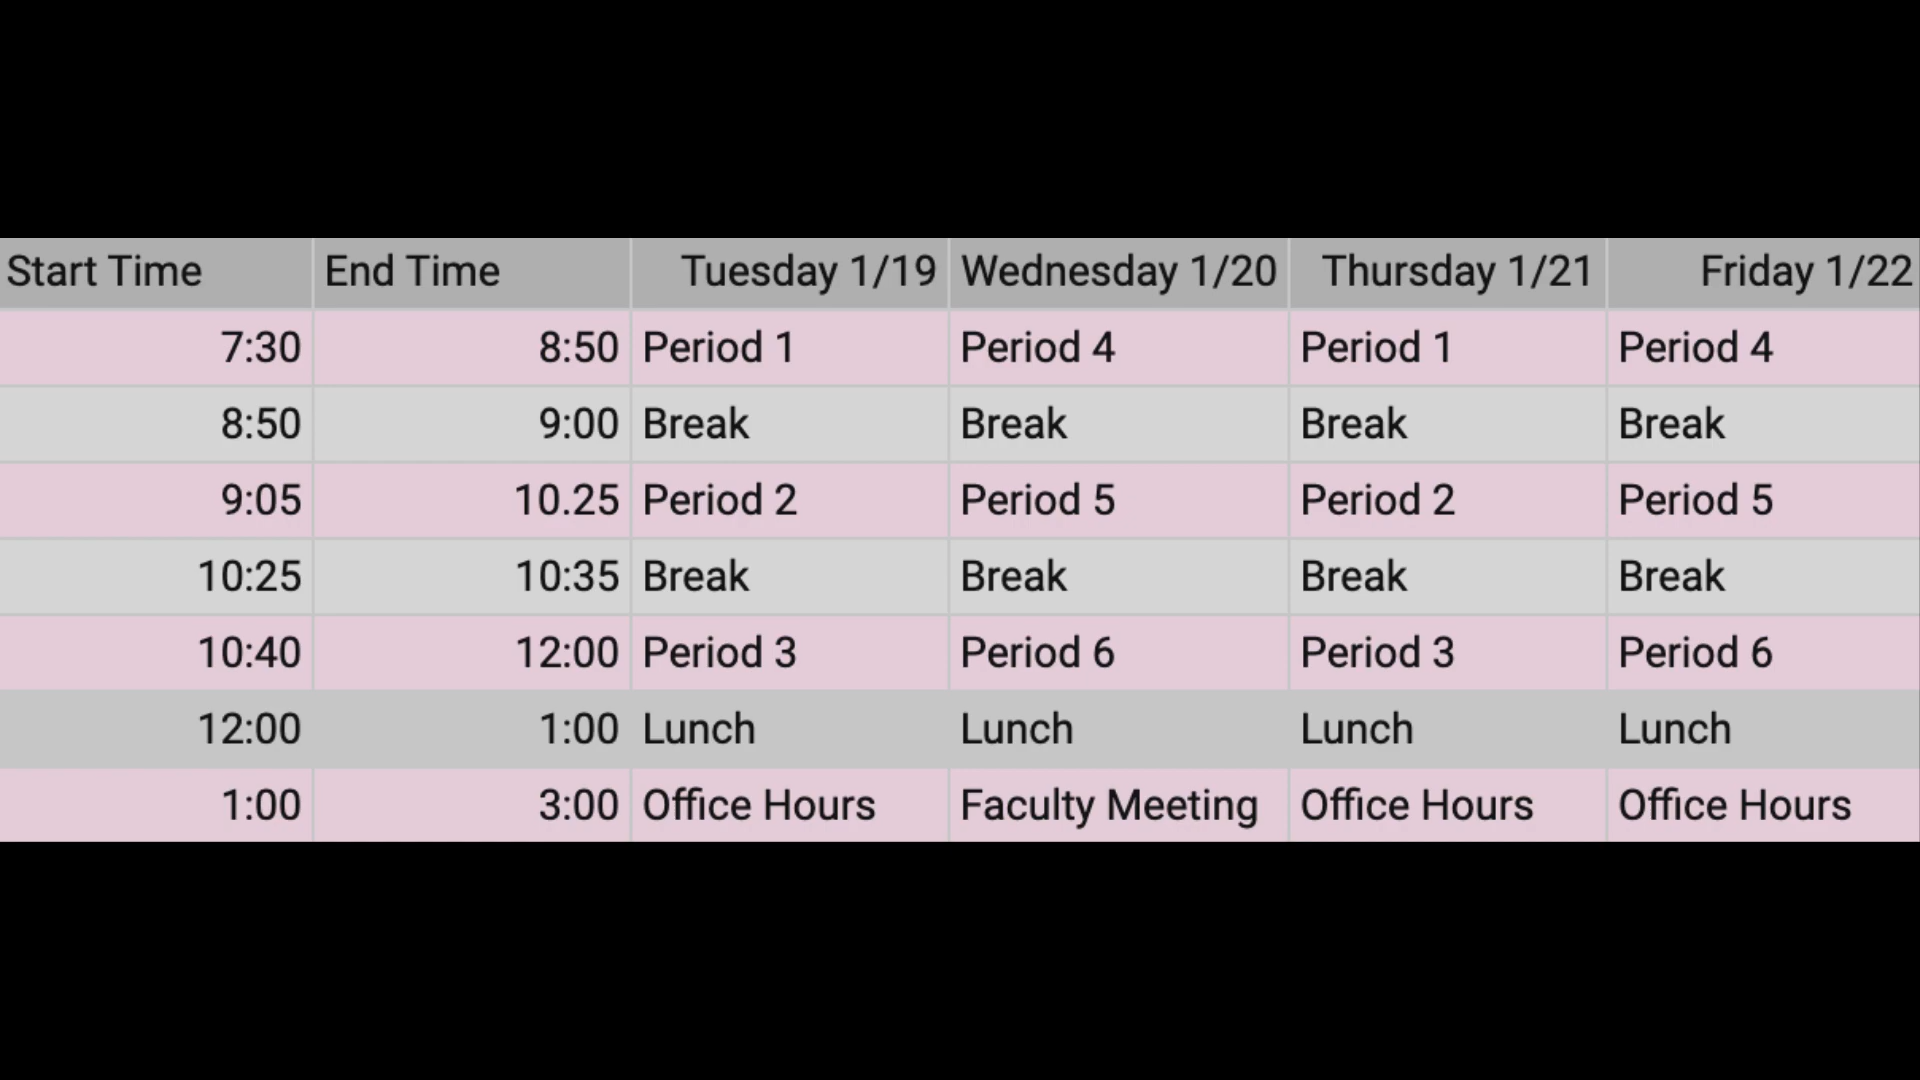 Start Time End Time Tuesday 1/19 Wednesday 1/20 Thursday 1/21 Friday 1/22
7:30 8:50 Period 1 Period 4 Period 1 Period 4
8:50 9:00 Break Break Break Break
9:05 10.25 Period 2 Period 5 Period 2 Period 5
10:25 10:35 Break Break Break Break
10:40 12:00 Period 3 Period 6 Period 3 Period 6
12:00 1:00 Lunch Lunch Lunch Lunch
1:00 3:00 Office Hours Faculty Meeting Office Hours Office Hours